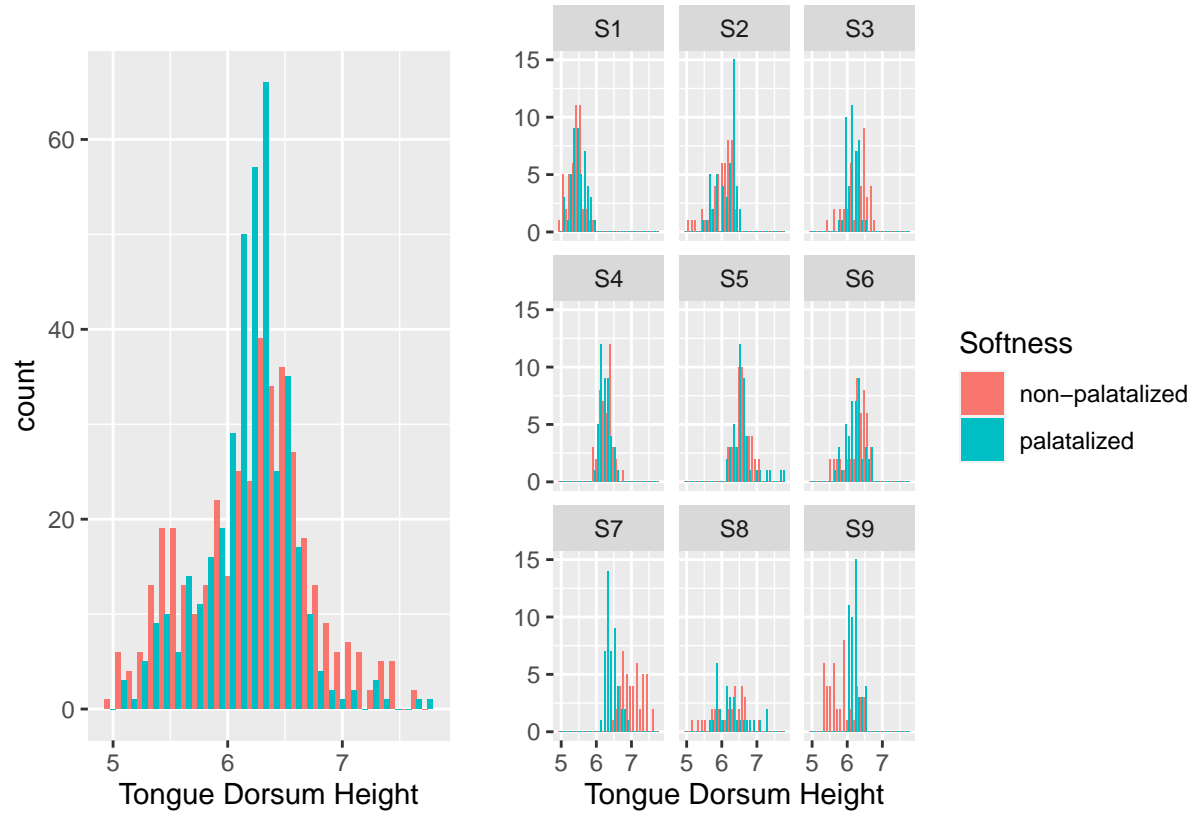 count
60
40
20
0
5 6 7
Tongue Dorsum Height
S1 S2 S3
15
10
5
0
S4 S5 S6
15
10
5
0
S7 S8 S9
15
10
5
0
5 6 7 5 6 7 5 6 7
Tongue Dorsum Height
Softness
non−palatalized
palatalized